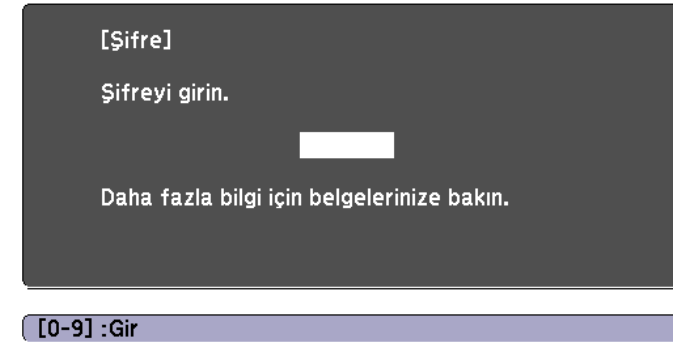 [Şifre]
Şifreyi girin.
Daha fazla bilgi için belgelerinize bakın.
[0-9] :Gir